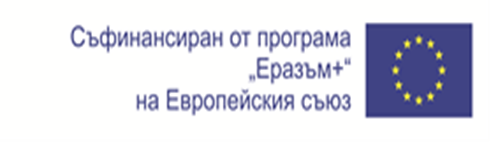 Съфинансиран от програма
„Еразъм+“
на Европейския съюз